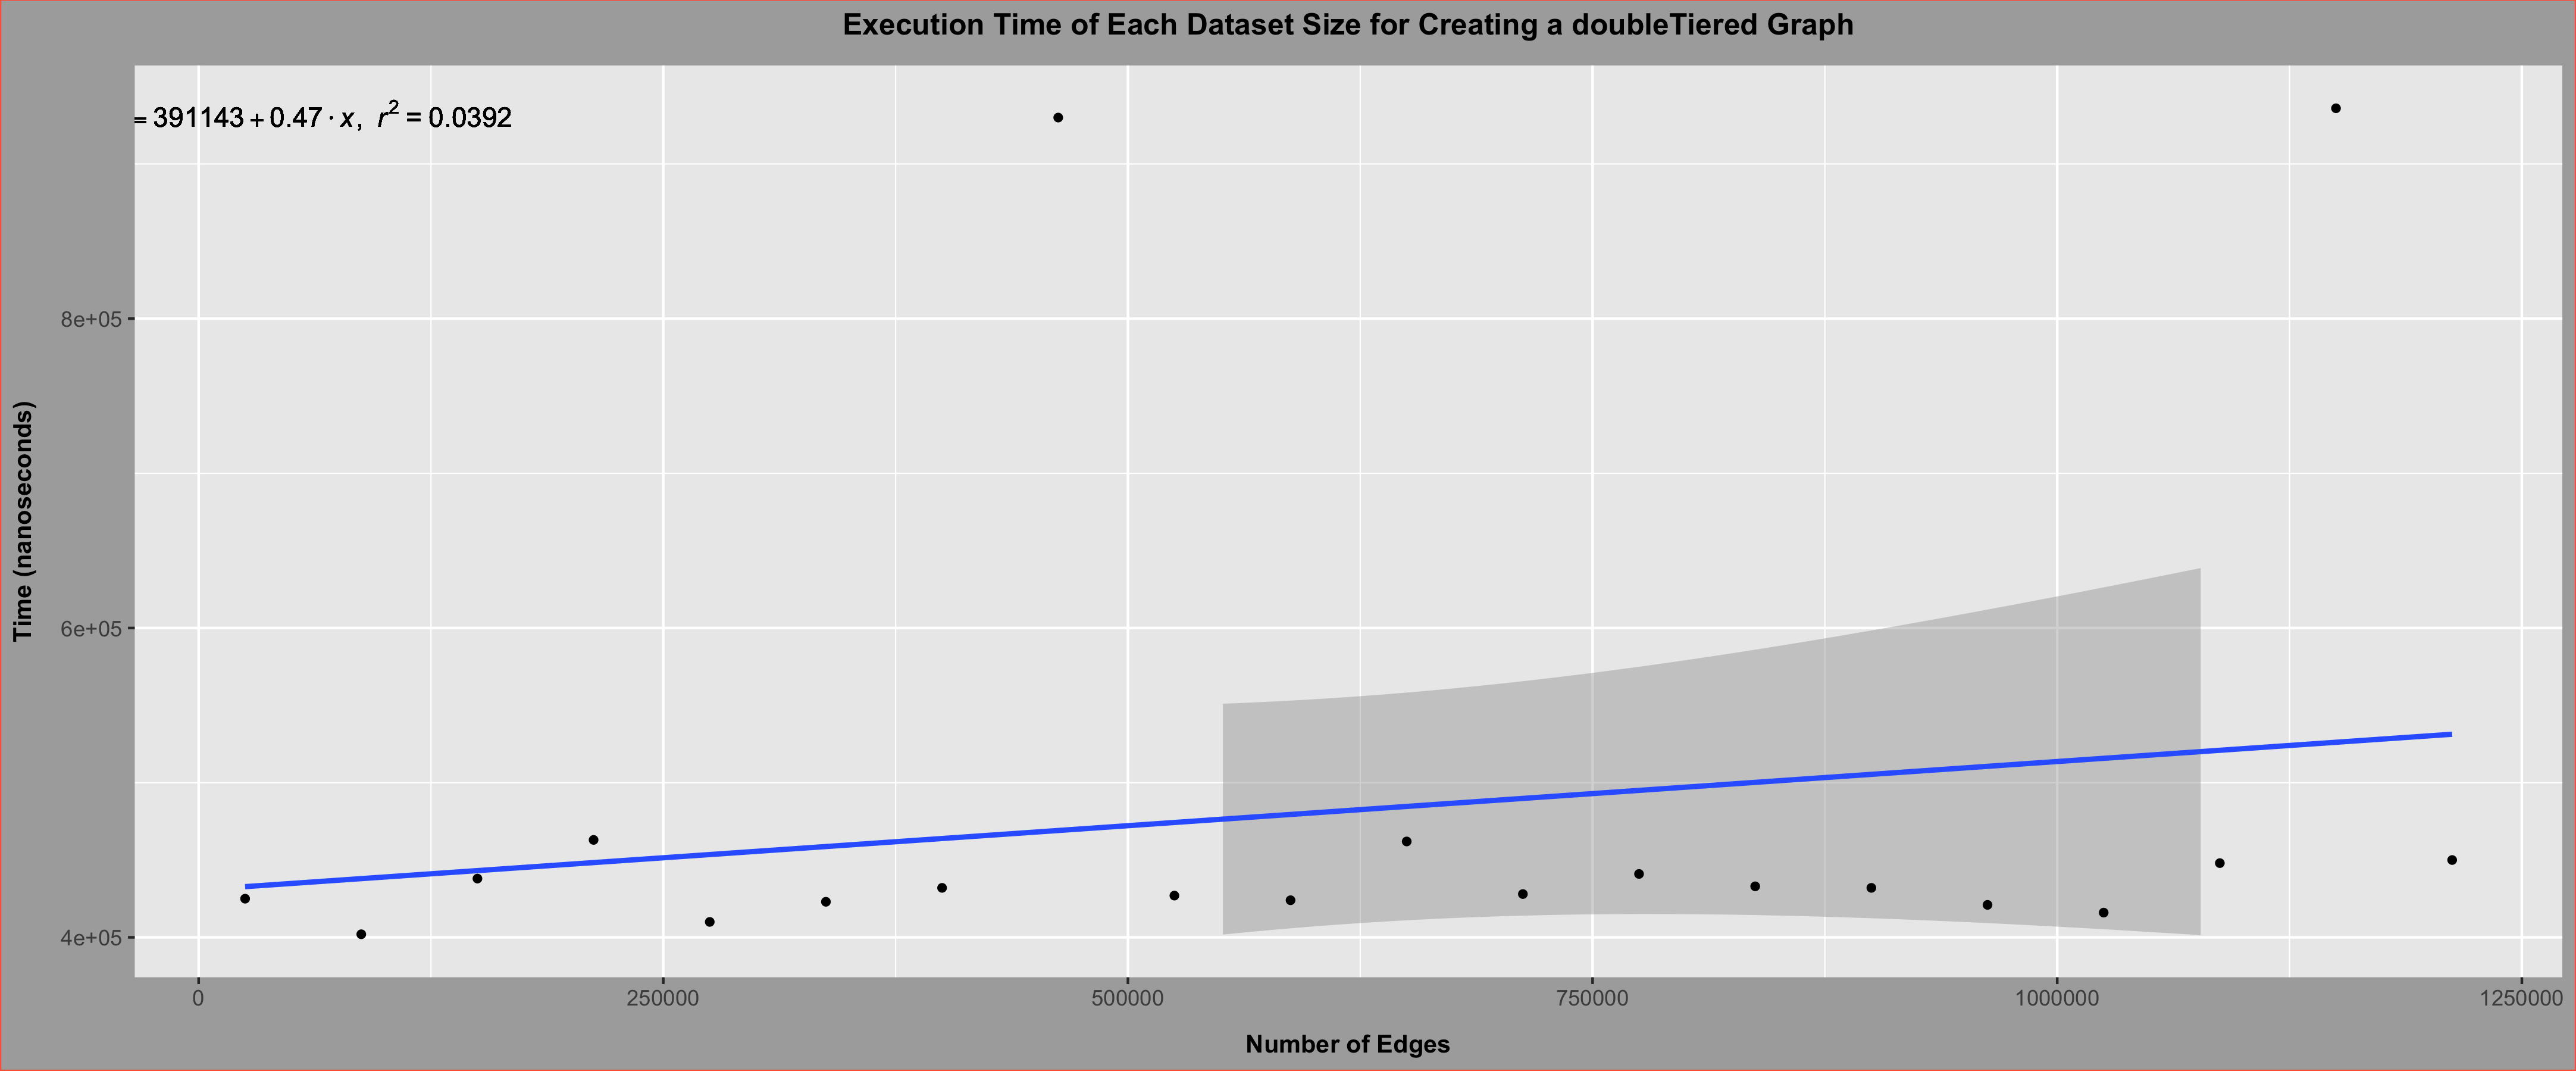 Execution Time of Each Dataset Size for Creating a doubleTiered Graph
= 391143 + 0.47 · x, r² = 0.0392
8e+05
6e+05
4e+05
Time (nanoseconds)
0 250000 500000 750000 1000000 1250000
Number of Edges